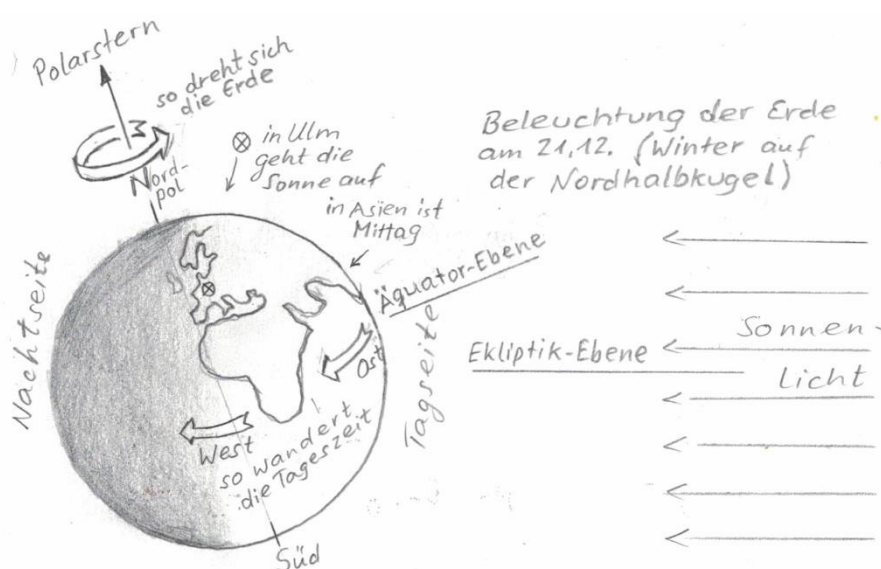 Polarstern
so dreht sich
die Erde
Nord-
pol
⊗ in Ulm
geht die
Sonne auf
in Asien ist
Mittag
Beleuchtung der Erde
am 21,12. (Winter auf
der Nordhalbkugel)
Äquator-Ebene
Ekliptik-Ebene
Sonnen-
Licht
Nachtseite
Tagseite
Ost
West
so wandert
die Tageszeit
Süd